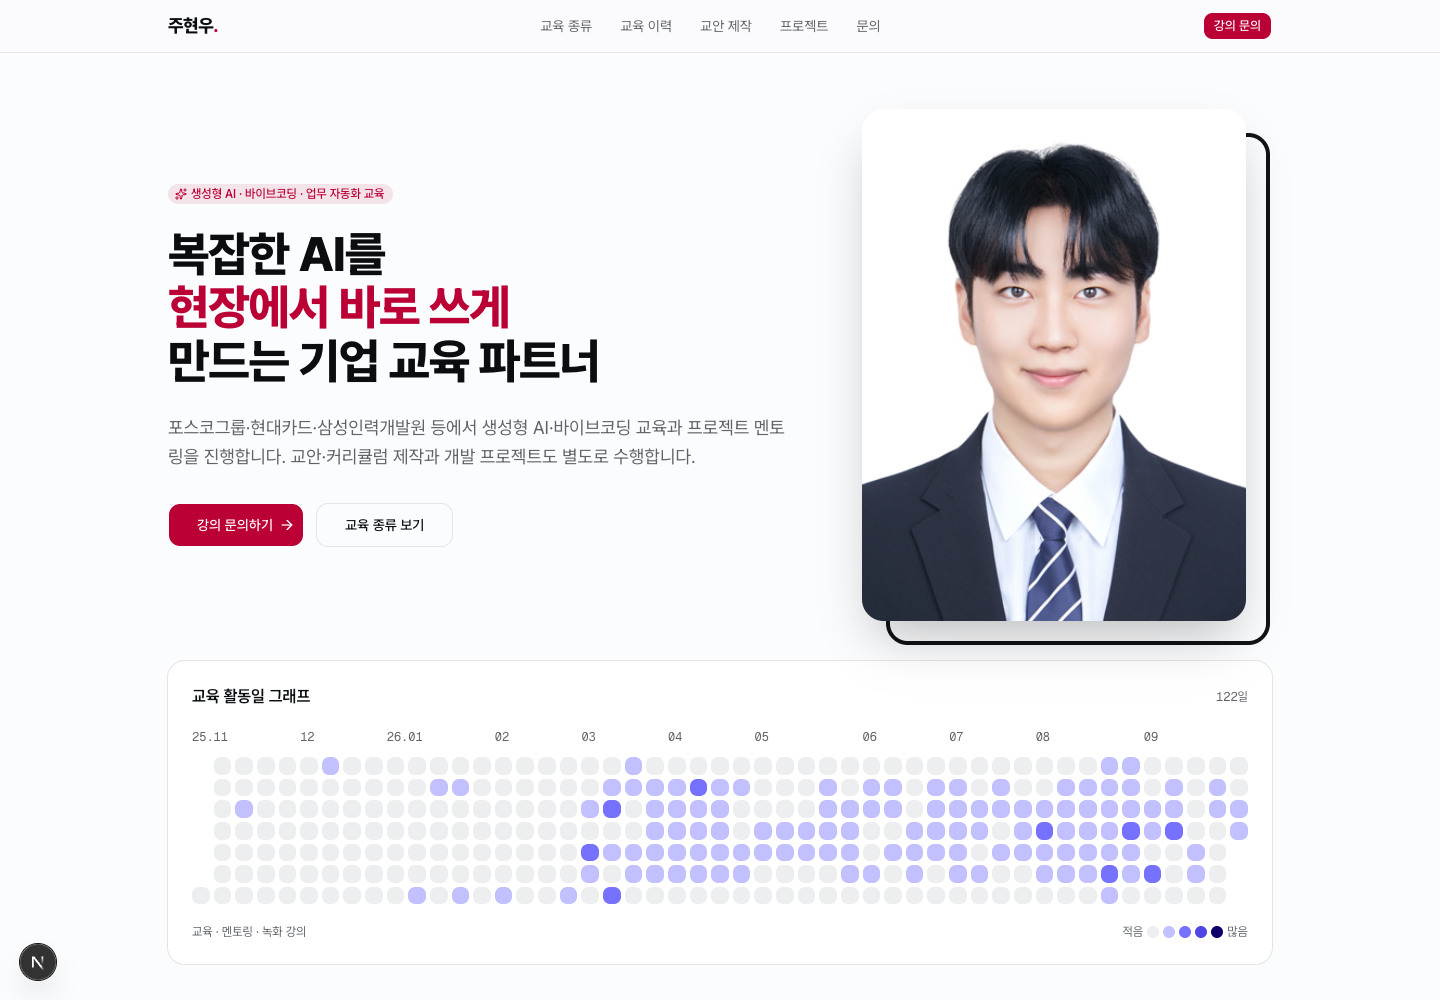 주현우.
교육 종류
교육 이력
교안 제작
프로젝트
문의
강의 문의
생성형 AI · 바이브코딩 · 업무 자동화 교육
복잡한 AI를
현장에서 바로 쓰게
만드는 기업 교육 파트너
포스코그룹·현대카드·삼성인력개발원 등에서 생성형 AI·바이브코딩 교육과 프로젝트 멘토
링을 진행합니다. 교안·커리큘럼 제작과 개발 프로젝트도 별도로 수행합니다.
강의 문의하기 →
교육 종류 보기
교육 활동일 그래프
122일
25.11 12 26.01 02 03 04 05 06 07 08 09
교육 · 멘토링 · 녹화 강의
적음 많음
N